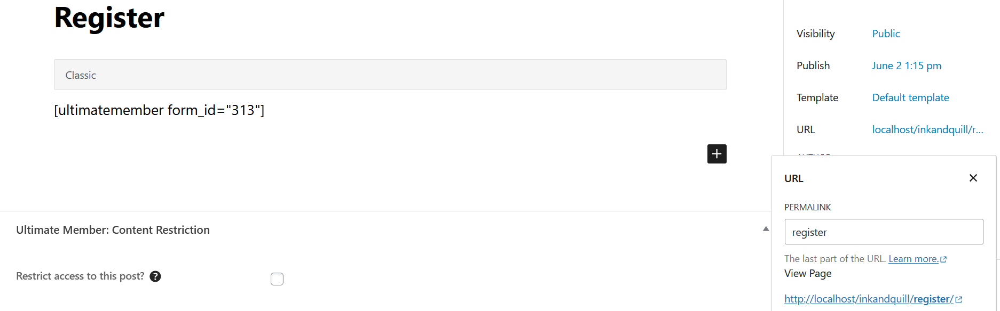 Register
Classic
[ultimatemember form_id="313"]
Ultimate Member: Content Restriction
Restrict access to this post? ?
Visibility Public
Publish June 2 1:15 pm
Template Default template
URL localhost/inkandquill/r...
URL
PERMALINK
register
The last part of the URL. Learn more.
View Page
http://localhost/inkandquill/register/